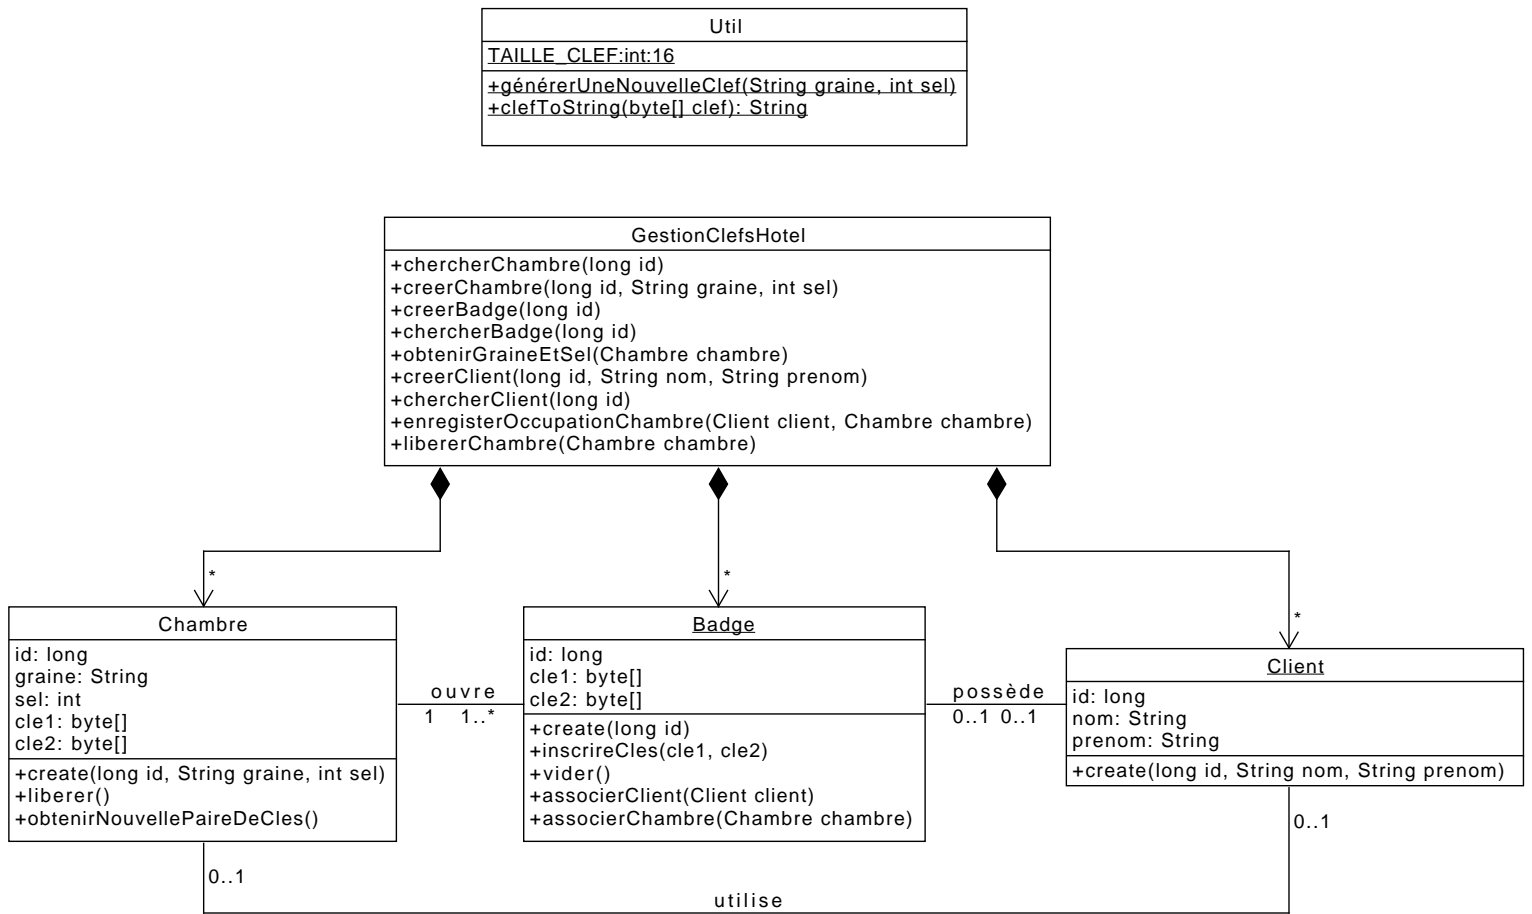 Util
TAILLE_CLEF:int:16
+générerUneNouvelleClef(String graine, int sel)
+clefToString(byte[] clef): String
GestionClefsHotel
+chercherChambre(long id)
+creerChambre(long id, String graine, int sel)
+creerBadge(long id)
+chercherBadge(long id)
+obtenirGraineEtSel(Chambre chambre)
+creerClient(long id, String nom, String prenom)
+chercherClient(long id)
+enregisterOccupationChambre(Client client, Chambre chambre)
+libererChambre(Chambre chambre)
*
*
*
Chambre
id: long
graine: String
sel: int
cle1: byte[]
cle2: byte[]
+create(long id, String graine, int sel)
+liberer()
+obtenirNouvellePaireDeCles()
ouvre
1 1..*
Badge
id: long
cle1: byte[]
cle2: byte[]
+create(long id)
+inscrireCles(cle1, cle2)
+vider()
+associerClient(Client client)
+associerChambre(Chambre chambre)
possède
0..1 0..1
Client
id: long
nom: String
prenom: String
+create(long id, String nom, String prenom)
0..1
0..1
utilise